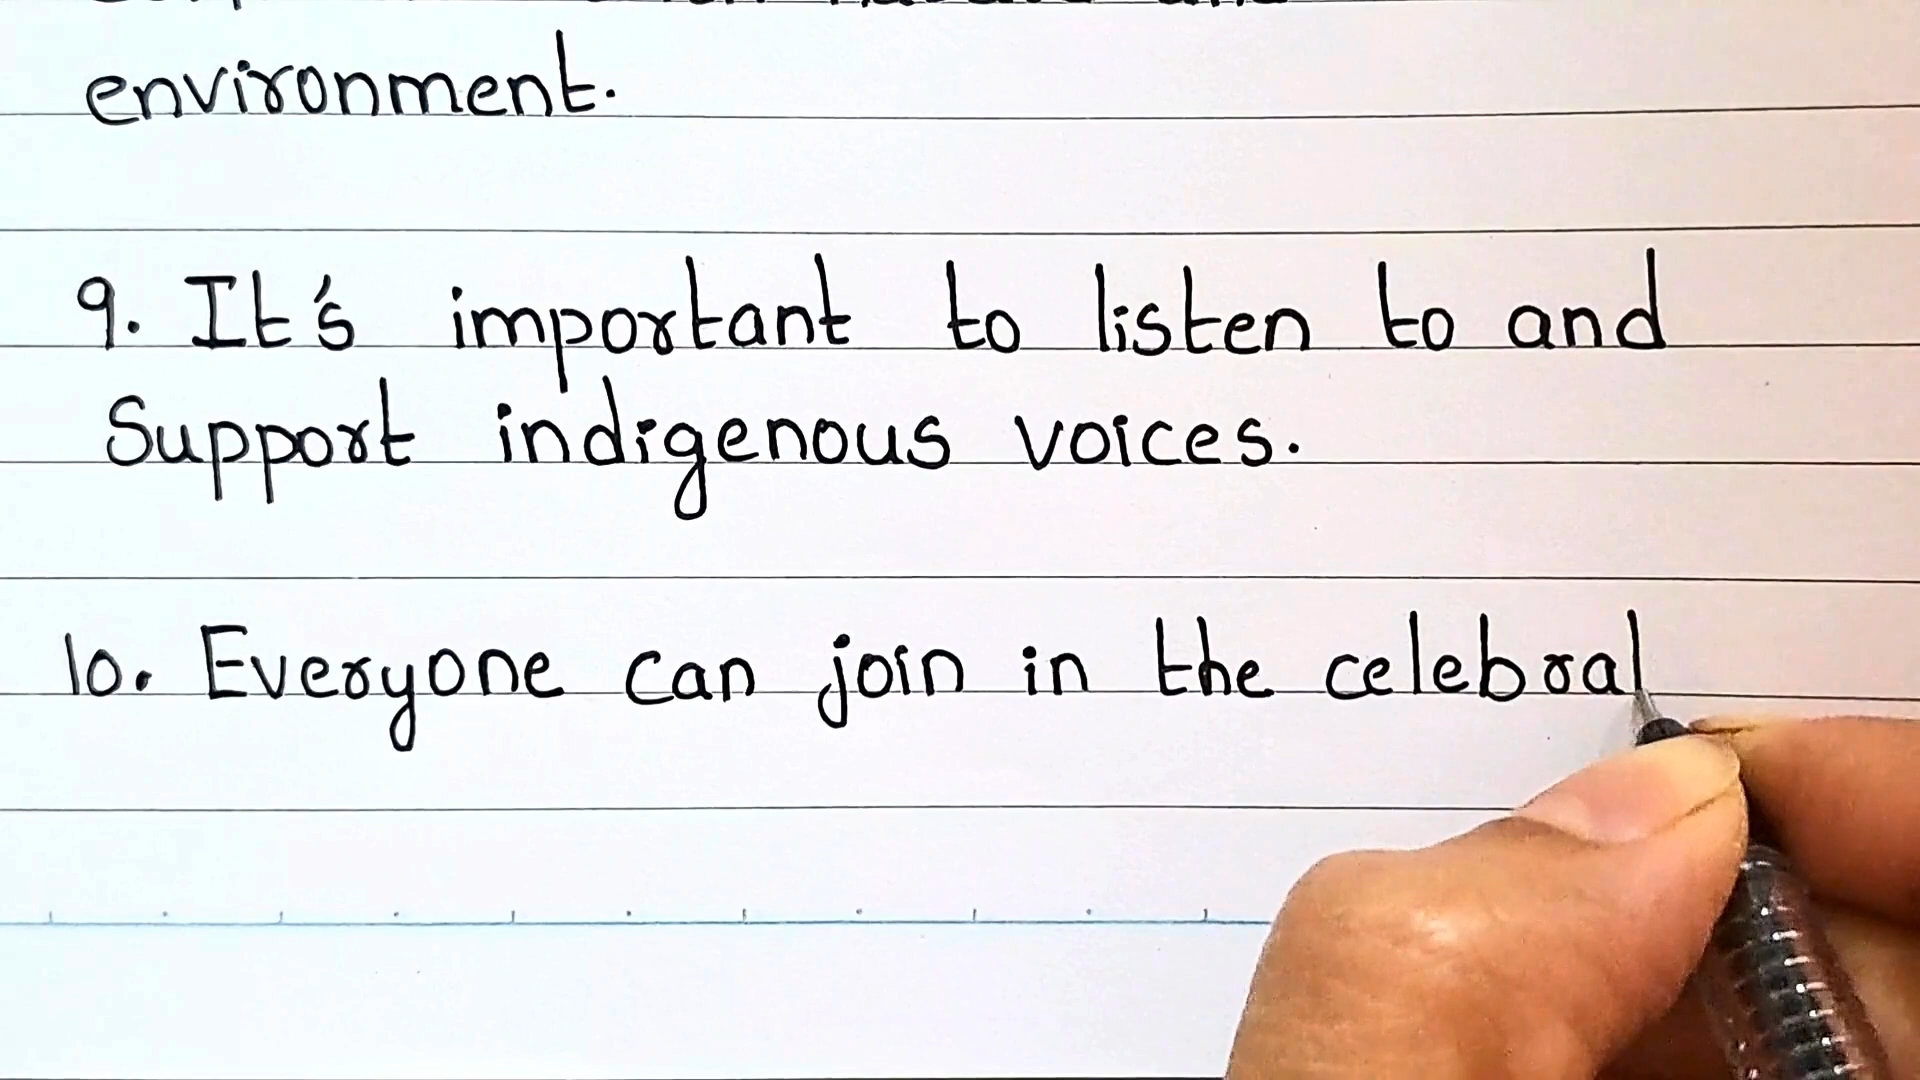 environment.
9. It's important to listen to and
Support indigenous voices.
10. Everyone can join in the celebral